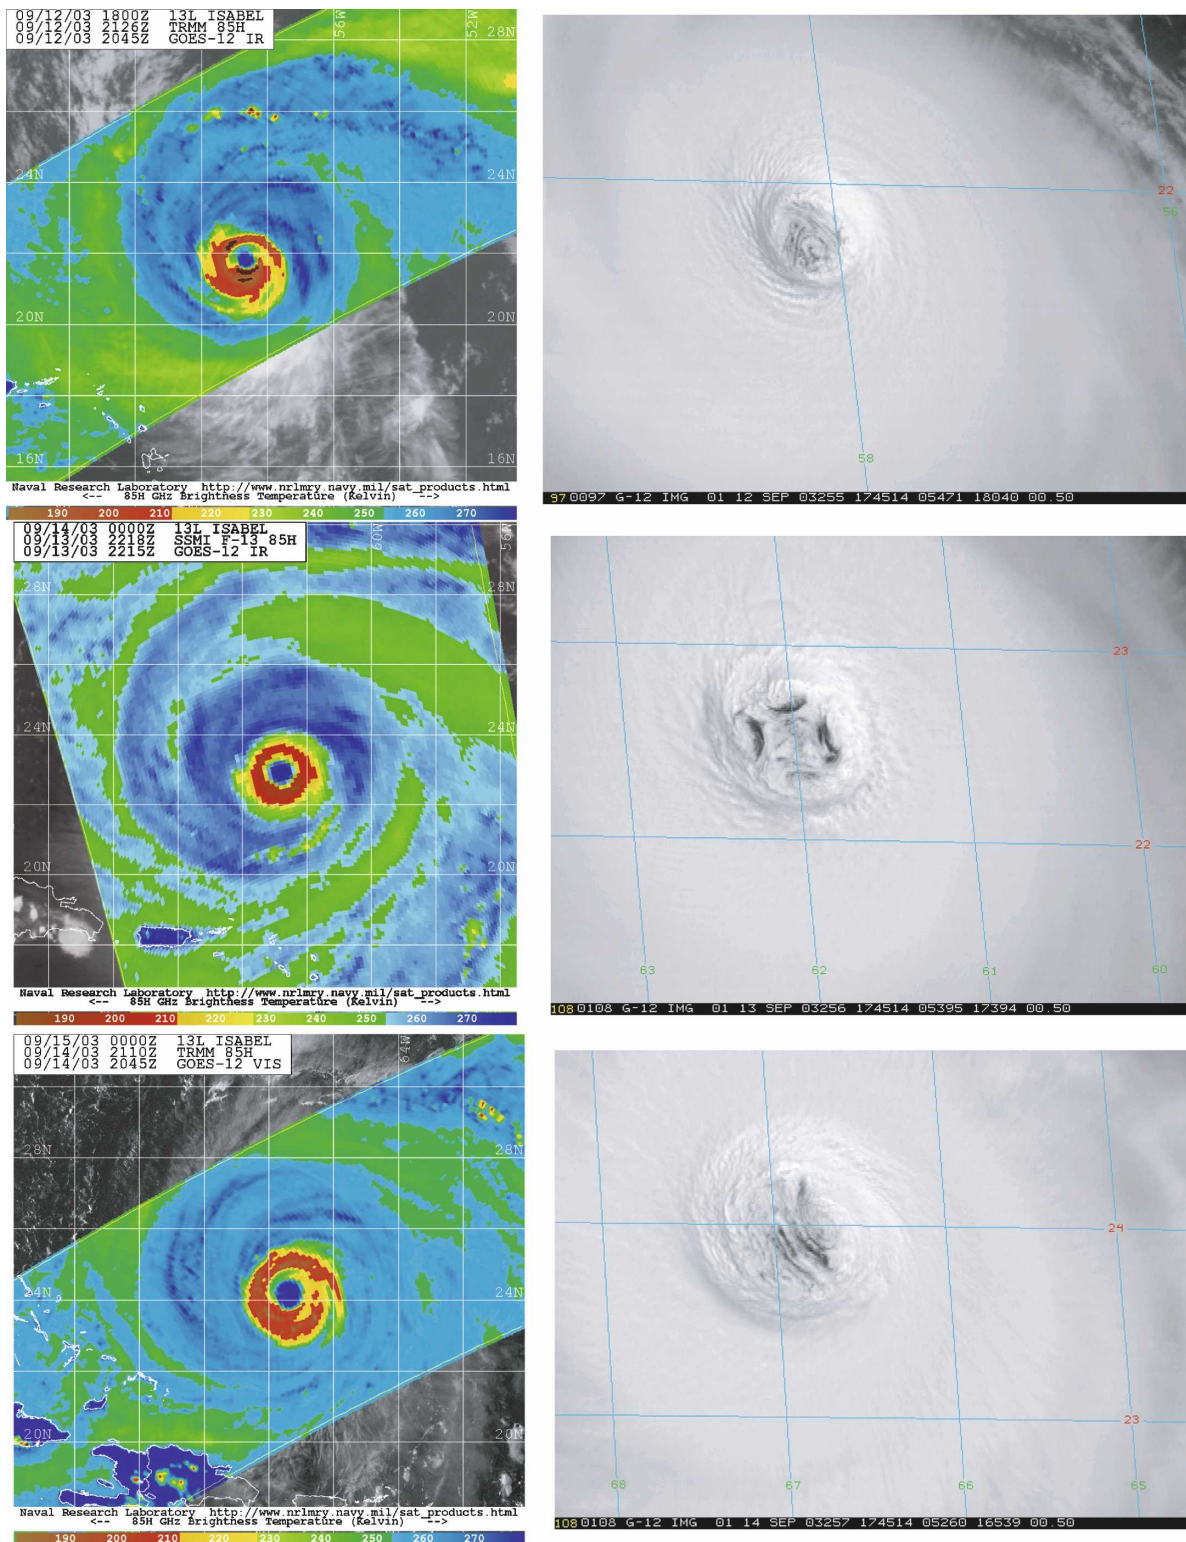 09/12/03 1800Z 13L ISABEL
09/12/03 2126Z TRMM 85H
09/12/03 2045Z GOES-12 IR
56W
52W
28N
24N
24N
20N
20N
16N
16N
Naval Research Laboratory http://www.nrlmry.navy.mil/sat_products.html
<-- 85H GHz Brightness Temperature (Kelvin) -->
190 200 210 220 230 240 250 260 270
22
56
58
97 0097 G-12 IMG 01 12 SEP 03255 174514 05471 18040 00.50
09/14/03 0000Z 13L ISABEL
09/13/03 2218Z SSMI F-13 85H
09/13/03 2215Z GOES-12 IR
60W
56W
28N
28N
24N
24N
20N
20N
Naval Research Laboratory http://www.nrlmry.navy.mil/sat_products.html
<-- 85H GHz Brightness Temperature (Kelvin) -->
190 200 210 220 230 240 250 260 270
23
22
63
62
61
60
108 0108 G-12 IMG 01 13 SEP 03256 174514 05395 17394 00.50
09/15/03 0000Z 13L ISABEL
09/14/03 2110Z TRMM 85H
09/14/03 2045Z GOES-12 VIS
64W
28N
28N
24N
24N
20N
20N
Naval Research Laboratory http://www.nrlmry.navy.mil/sat_products.html
<-- 85H GHz Brightness Temperature (Kelvin) -->
190 200 210 220 230 240 250 260 270
24
23
68
67
66
65
108 0108 G-12 IMG 01 14 SEP 03257 174514 05260 16539 00.50